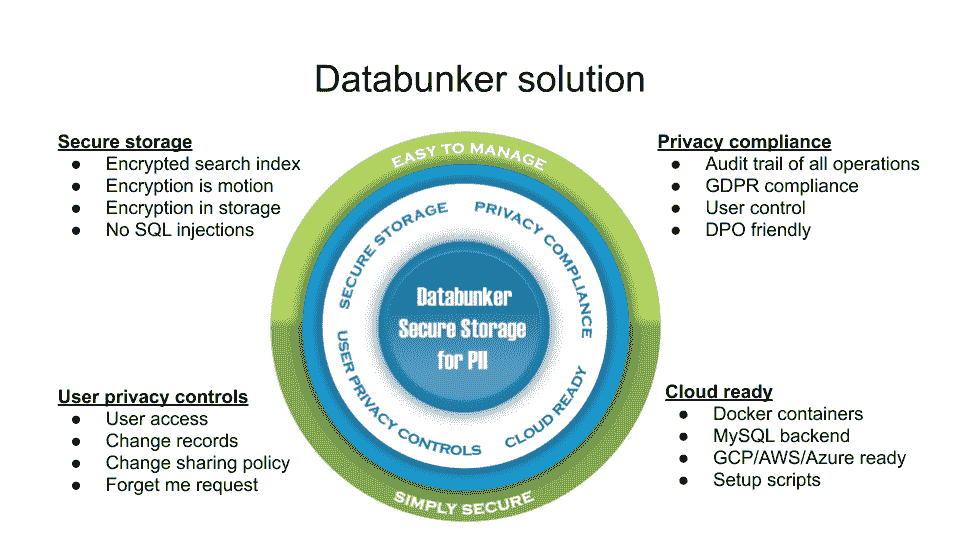 Databunker solution
Secure storage
● Encrypted search index
● Encryption is motion
● Encryption in storage
● No SQL injections
Privacy compliance
● Audit trail of all operations
● GDPR compliance
● User control
● DPO friendly
EASY TO MANAGE
SECURE STORAGE
PRIVACY COMPLIANCE
Databunker
Secure Storage
for PII
USER PRIVACY CONTROLS
CLOUD READY
SIMPLY SECURE
User privacy controls
● User access
● Change records
● Change sharing policy
● Forget me request
Cloud ready
● Docker containers
● MySQL backend
● GCP/AWS/Azure ready
● Setup scripts